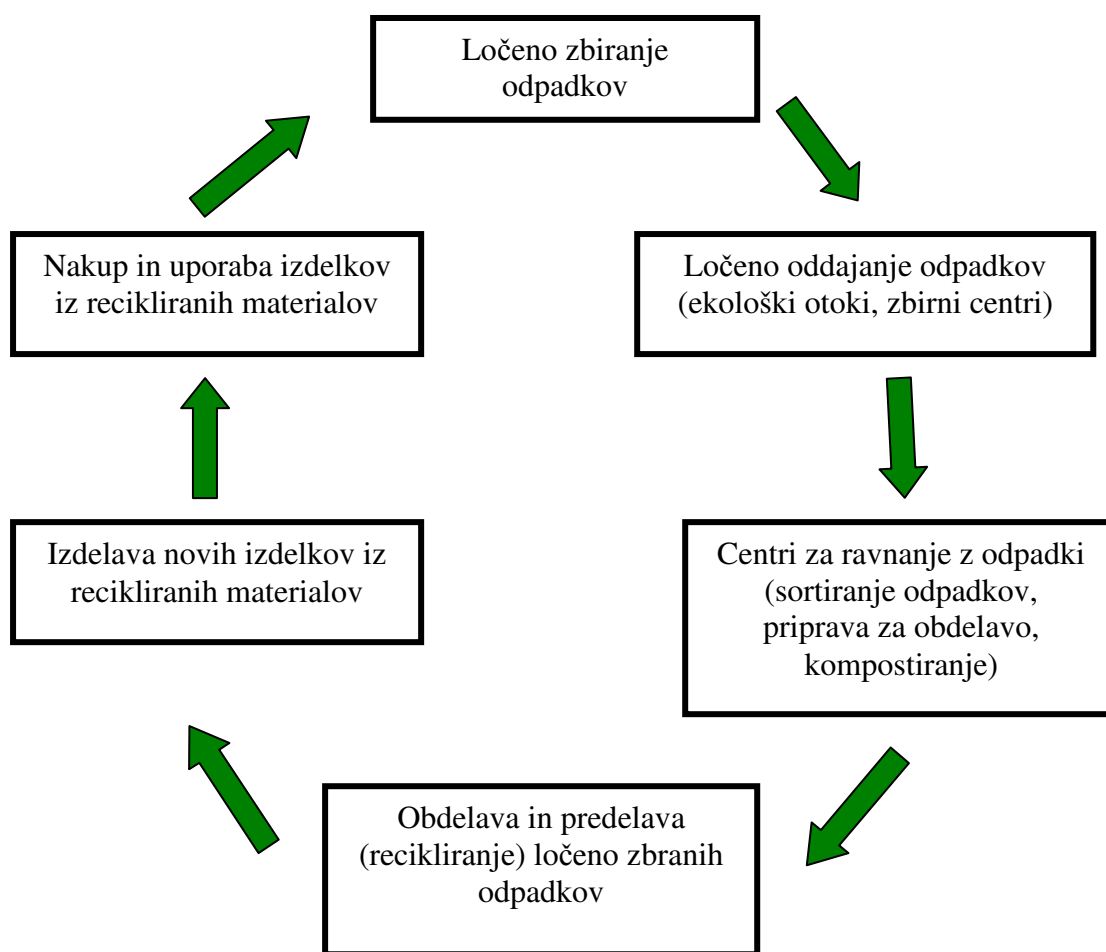 Ločeno zbiranje
odpadkov
Ločeno oddajanje odpadkov
(ekološki otoki, zbirni centri)
Centri za ravnanje z odpadki
(sortiranje odpadkov,
priprava za obdelavo,
kompostiranje)
Obdelava in predelava
(recikliranje) ločeno zbranih
odpadkov
Izdelava novih izdelkov iz
recikliranih materialov
Nakup in uporaba izdelkov
iz recikliranih materialov